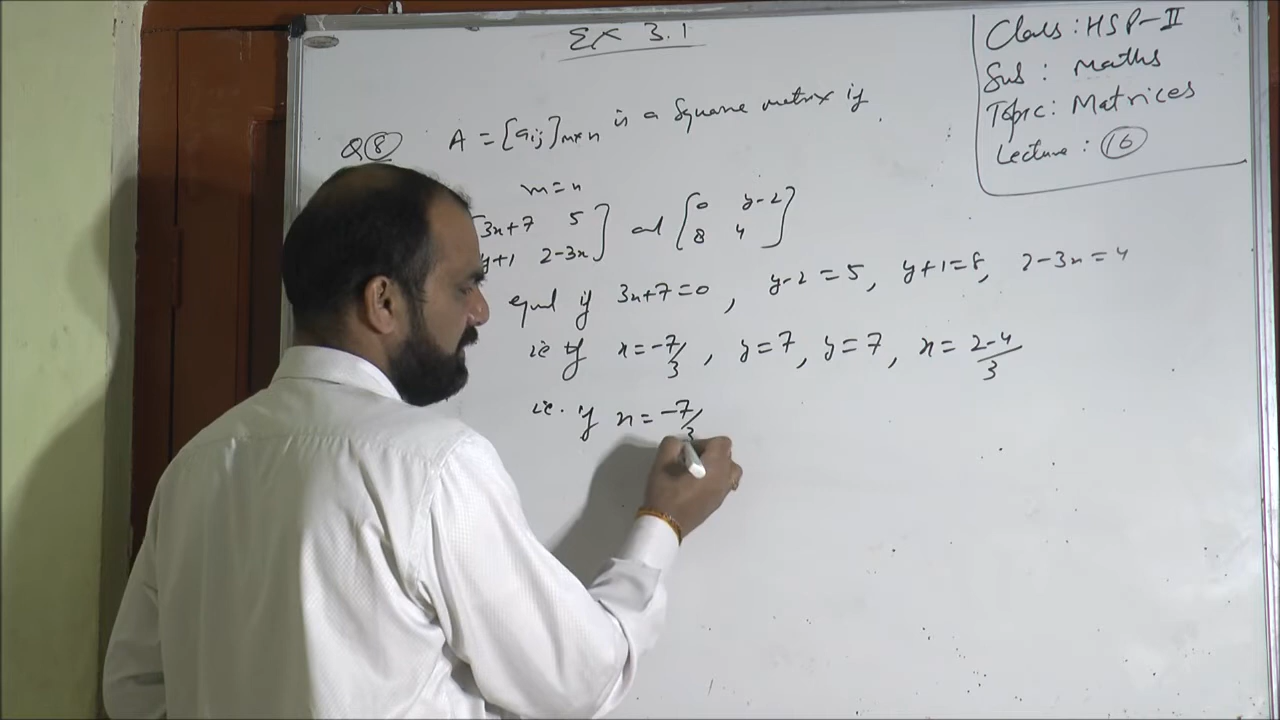 Ex 3.1
Class : HSP-II
Sub : Maths
Topic : Matrices
Lecture : 16
Q 8 A = [aij]m×n is a Square matrix if
m = n
[3x+7 5] and [0 y-2]
y+1 2-3x 8 4
equal if 3x+7=0 , y-2=5, y+1=8, 2-3x=4
i.e if x=-7/3 , y=7, y=7, x= 2-4/3
i.e. if x=-7/3